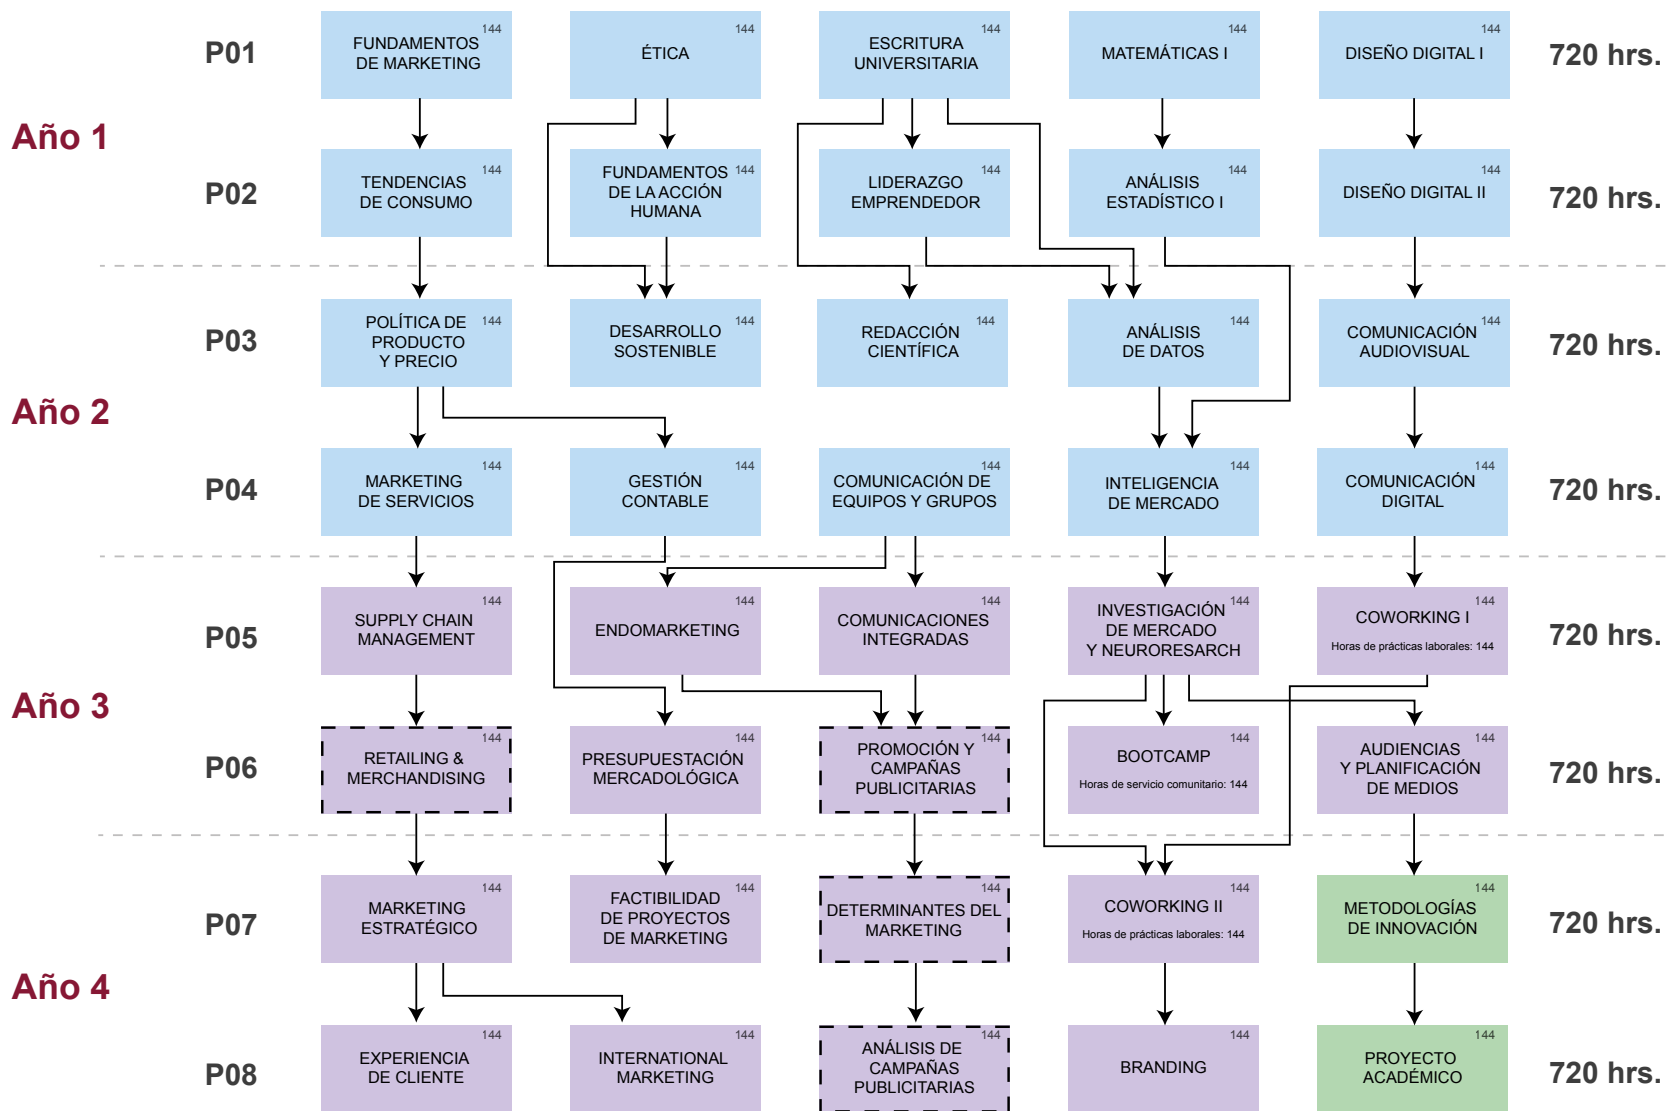 P01
FUNDAMENTOS
DE MARKETING
144
ÉTICA
144
ESCRITURA
UNIVERSITARIA
144
MATEMÁTICAS I
144
DISEÑO DIGITAL I
144
720 hrs.
Año 1
P02
TENDENCIAS
DE CONSUMO
144
FUNDAMENTOS
DE LA ACCIÓN
HUMANA
144
LIDERAZGO
EMPRENDEDOR
144
ANÁLISIS
ESTADÍSTICO I
144
DISEÑO DIGITAL II
144
720 hrs.
P03
POLÍTICA DE
PRODUCTO
Y PRECIO
144
DESARROLLO
SOSTENIBLE
144
REDACCIÓN
CIENTÍFICA
144
ANÁLISIS
DE DATOS
144
COMUNICACIÓN
AUDIOVISUAL
144
720 hrs.
Año 2
P04
MARKETING
DE SERVICIOS
144
GESTIÓN
CONTABLE
144
COMUNICACIÓN DE
EQUIPOS Y GRUPOS
144
INTELIGENCIA
DE MERCADO
144
COMUNICACIÓN
DIGITAL
144
720 hrs.
P05
SUPPLY CHAIN
MANAGEMENT
144
ENDOMARKETING
144
COMUNICACIONES
INTEGRADAS
144
INVESTIGACIÓN
DE MERCADO
Y NEURORESARCH
144
COWORKING I
Horas de prácticas laborales: 144
144
720 hrs.
Año 3
P06
RETAILING &
MERCHANDISING
144
PRESUPUESTACIÓN
MERCADOLÓGICA
144
PROMOCIÓN Y
CAMPAÑAS
PUBLICITARIAS
144
BOOTCAMP
Horas de servicio comunitario: 144
144
AUDIENCIAS
Y PLANIFICACIÓN
DE MEDIOS
144
720 hrs.
P07
MARKETING
ESTRATÉGICO
144
FACTIBILIDAD
DE PROYECTOS
DE MARKETING
144
DETERMINANTES DEL
MARKETING
144
COWORKING II
Horas de prácticas laborales: 144
144
METODOLOGÍAS
DE INNOVACIÓN
144
720 hrs.
Año 4
P08
EXPERIENCIA
DE CLIENTE
144
INTERNATIONAL
MARKETING
144
ANÁLISIS DE
CAMPAÑAS
PUBLICITARIAS
144
BRANDING
144
PROYECTO
ACADÉMICO
144
720 hrs.